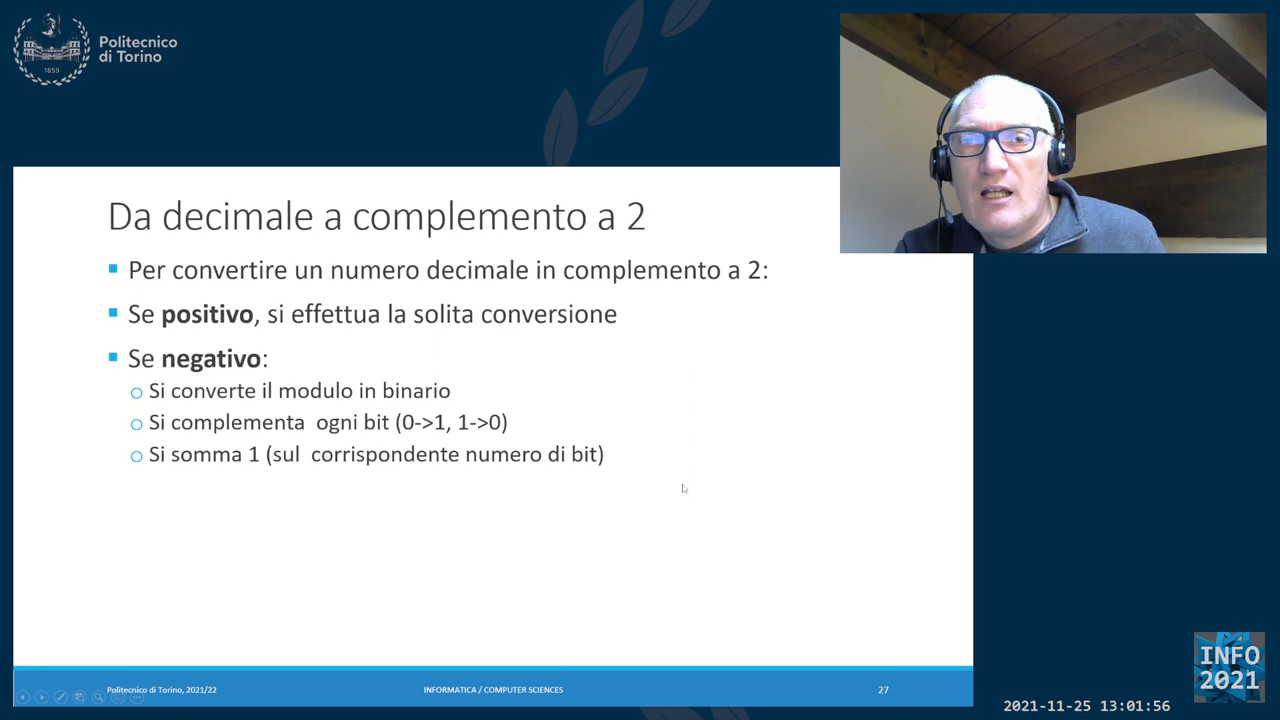 Politecnico
di Torino
1859
Da decimale a complemento a 2
Per convertire un numero decimale in complemento a 2:
Se positivo, si effettua la solita conversione
Se negativo:
Si converte il modulo in binario
Si complementa ogni bit (0->1, 1->0)
Si somma 1 (sul corrispondente numero di bit)
Politecnico di Torino, 2021/22
INFORMATICA / COMPUTER SCIENCES
27
INFO
2021
2021-11-25 13:01:56